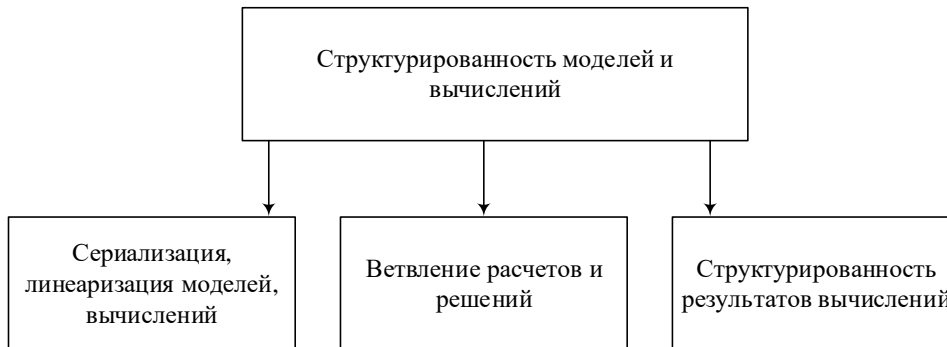 Структурированность моделей и
вычислений
Сериализация,
линеаризация моделей,
вычислений
Ветвление расчетов и
решений
Структурированность
результатов вычислений